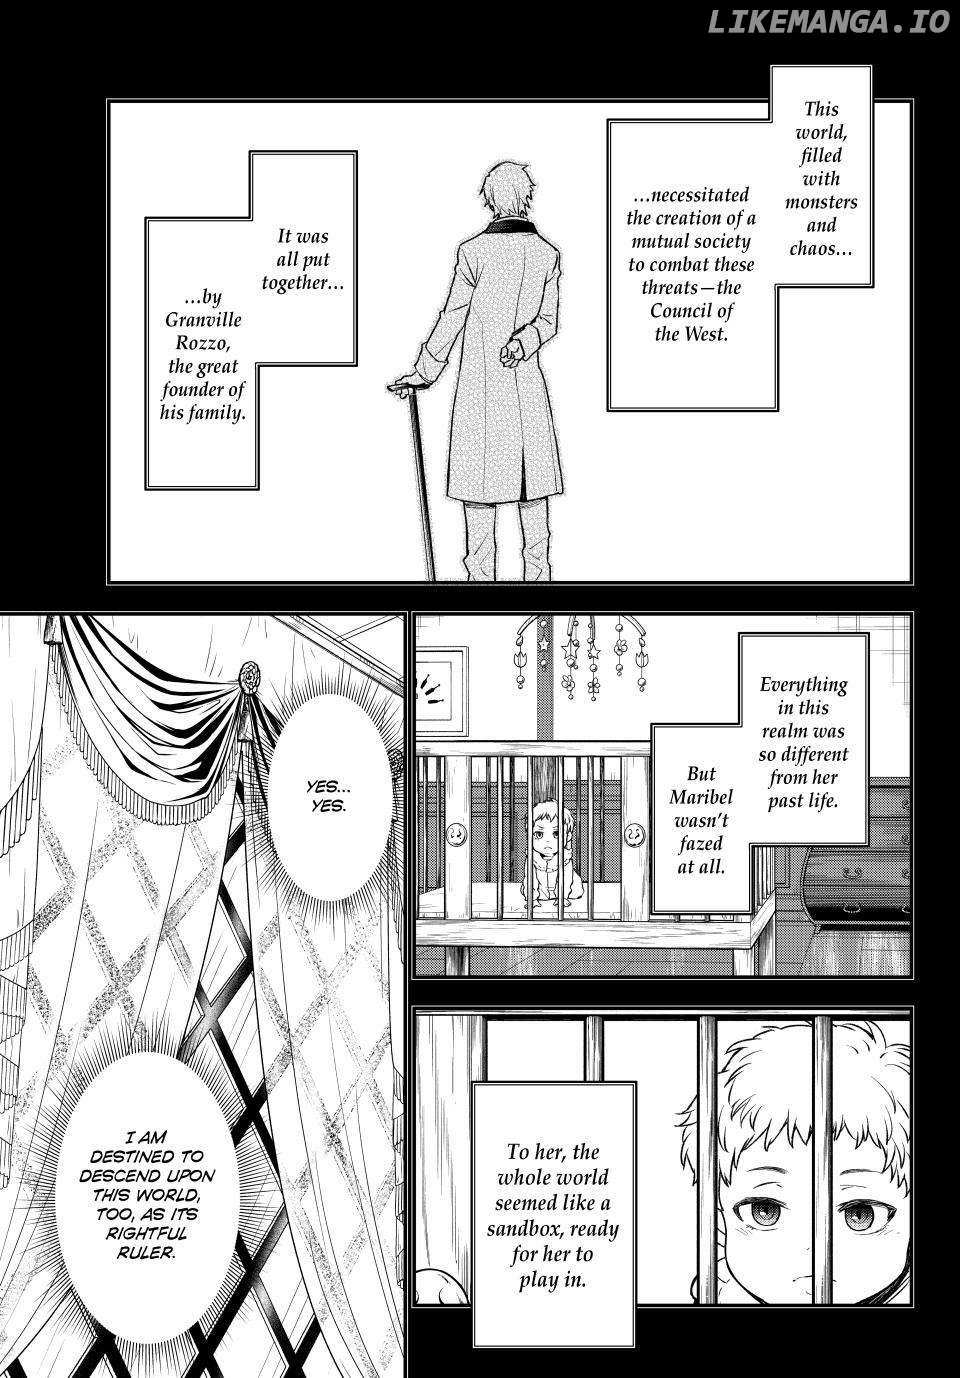 LIKEMANGA.IO
This
world,
filled
with
monsters
and
chaos...
...necessitated
the creation of a
mutual society
to combat these
threats—the
Council of
the West.
It was
all put
together...
...by
Granville
Rozzo,
the great
founder of
his family.
Everything
in this
realm was
so different
from her
past life.
But
Maribel
wasn't
fazed
at all.
To her, the
whole world
seemed like a
sandbox, ready
for her to
play in.
YES...
YES.
I AM
DESTINED TO
DESCEND UPON
THIS WORLD,
TOO, AS ITS
RIGHTFUL
RULER.